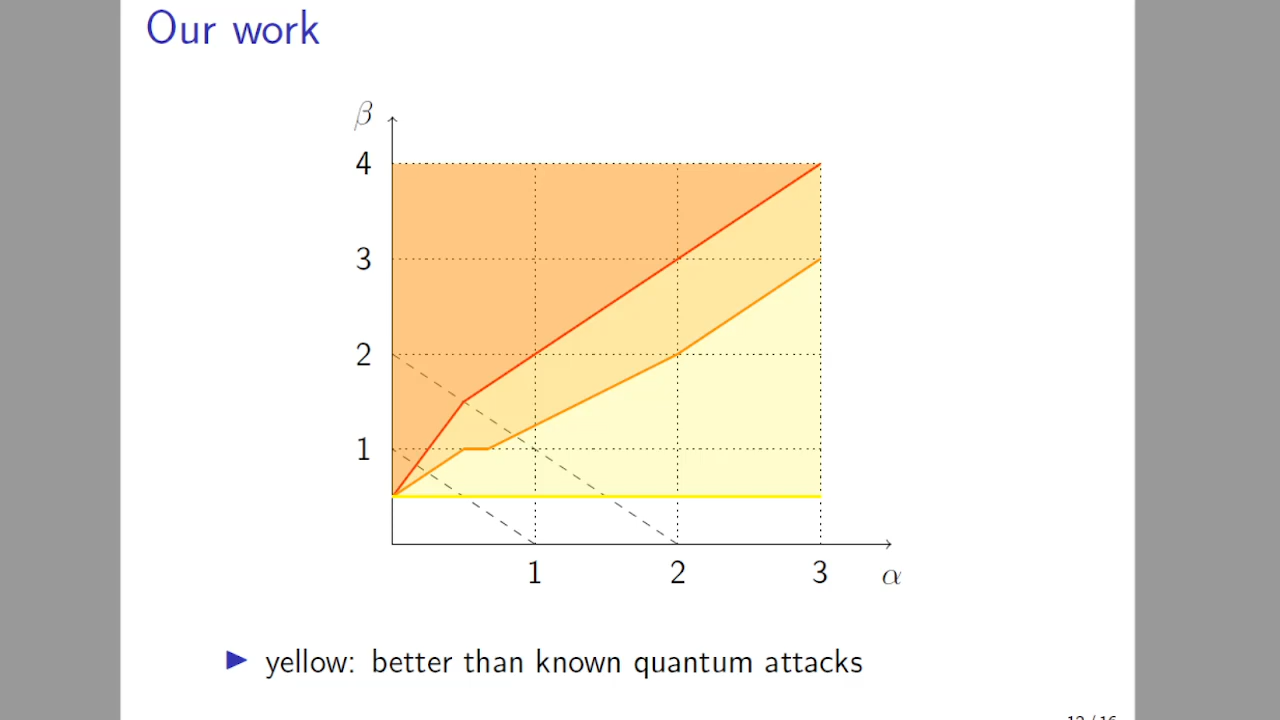 Our work
β
4
3
2
1
1 2 3 α
▶ yellow: better than known quantum attacks